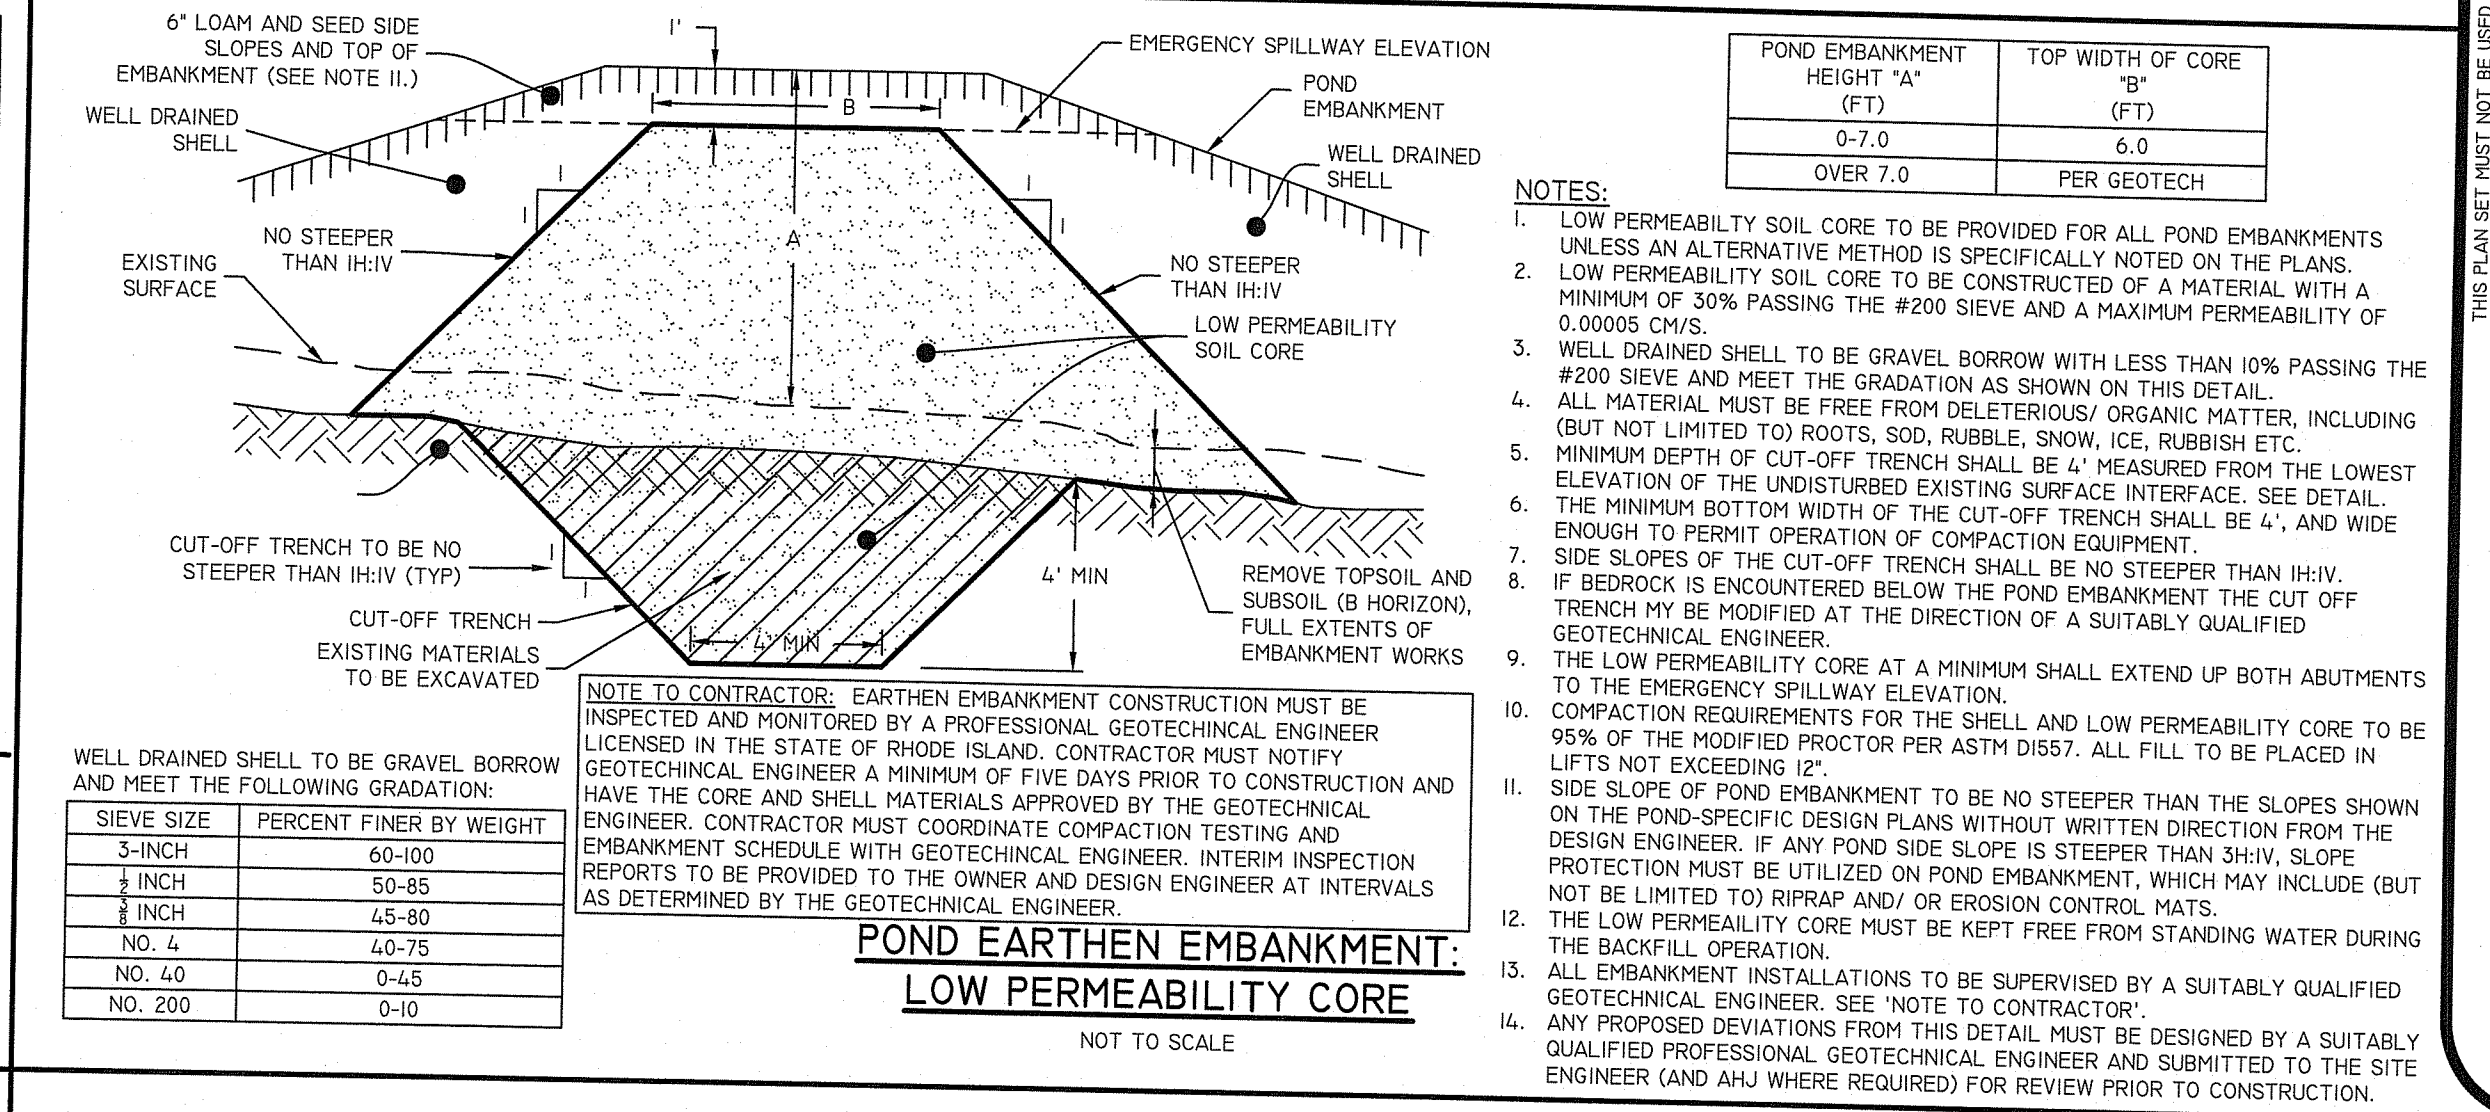 6" LOAM AND SEED SIDE
SLOPES AND TOP OF
EMBANKMENT (SEE NOTE 11.)
WELL DRAINED
SHELL
NO STEEPER
THAN 1H:1V
EXISTING
SURFACE
1'
B
A
1
1
1
1
EMERGENCY SPILLWAY ELEVATION
POND
EMBANKMENT
WELL DRAINED
SHELL
NO STEEPER
THAN 1H:1V
LOW PERMEABILITY
SOIL CORE
CUT-OFF TRENCH TO BE NO
STEEPER THAN 1H:1V (TYP)
1
1
CUT-OFF TRENCH
EXISTING MATERIALS
TO BE EXCAVATED
4' MIN
4' MIN
REMOVE TOPSOIL AND
SUBSOIL (B HORIZON),
FULL EXTENTS OF
EMBANKMENT WORKS
WELL DRAINED SHELL TO BE GRAVEL BORROW
AND MEET THE FOLLOWING GRADATION:
SIEVE SIZE PERCENT FINER BY WEIGHT
3-INCH 60-100
1/2 INCH 50-85
3/8 INCH 45-80
NO. 4 40-75
NO. 40 0-45
NO. 200 0-10
NOTE TO CONTRACTOR: EARTHEN EMBANKMENT CONSTRUCTION MUST BE
INSPECTED AND MONITORED BY A PROFESSIONAL GEOTECHINCAL ENGINEER
LICENSED IN THE STATE OF RHODE ISLAND. CONTRACTOR MUST NOTIFY
GEOTECHINCAL ENGINEER A MINIMUM OF FIVE DAYS PRIOR TO CONSTRUCTION AND
HAVE THE CORE AND SHELL MATERIALS APPROVED BY THE GEOTECHNICAL
ENGINEER. CONTRACTOR MUST COORDINATE COMPACTION TESTING AND
EMBANKMENT SCHEDULE WITH GEOTECHINCAL ENGINEER. INTERIM INSPECTION
REPORTS TO BE PROVIDED TO THE OWNER AND DESIGN ENGINEER AT INTERVALS
AS DETERMINED BY THE GEOTECHNICAL ENGINEER.
POND EARTHEN EMBANKMENT:
LOW PERMEABILITY CORE
NOT TO SCALE
POND EMBANKMENT
HEIGHT "A"
(FT)
TOP WIDTH OF CORE
"B"
(FT)
0-7.0 6.0
OVER 7.0 PER GEOTECH
NOTES:
1. LOW PERMEABILTY SOIL CORE TO BE PROVIDED FOR ALL POND EMBANKMENTS
UNLESS AN ALTERNATIVE METHOD IS SPECIFICALLY NOTED ON THE PLANS.
2. LOW PERMEABILITY SOIL CORE TO BE CONSTRUCTED OF A MATERIAL WITH A
MINIMUM OF 30% PASSING THE #200 SIEVE AND A MAXIMUM PERMEABILITY OF
0.00005 CM/S.
3. WELL DRAINED SHELL TO BE GRAVEL BORROW WITH LESS THAN 10% PASSING THE
#200 SIEVE AND MEET THE GRADATION AS SHOWN ON THIS DETAIL.
4. ALL MATERIAL MUST BE FREE FROM DELETERIOUS/ ORGANIC MATTER, INCLUDING
(BUT NOT LIMITED TO) ROOTS, SOD, RUBBLE, SNOW, ICE, RUBBISH ETC.
5. MINIMUM DEPTH OF CUT-OFF TRENCH SHALL BE 4' MEASURED FROM THE LOWEST
ELEVATION OF THE UNDISTURBED EXISTING SURFACE INTERFACE. SEE DETAIL.
6. THE MINIMUM BOTTOM WIDTH OF THE CUT-OFF TRENCH SHALL BE 4', AND WIDE
ENOUGH TO PERMIT OPERATION OF COMPACTION EQUIPMENT.
7. SIDE SLOPES OF THE CUT-OFF TRENCH SHALL BE NO STEEPER THAN 1H:1V.
8. IF BEDROCK IS ENCOUNTERED BELOW THE POND EMBANKMENT THE CUT OFF
TRENCH MY BE MODIFIED AT THE DIRECTION OF A SUITABLY QUALIFIED
GEOTECHNICAL ENGINEER.
9. THE LOW PERMEABILITY CORE AT A MINIMUM SHALL EXTEND UP BOTH ABUTMENTS
TO THE EMERGENCY SPILLWAY ELEVATION.
10. COMPACTION REQUIREMENTS FOR THE SHELL AND LOW PERMEABILITY CORE TO BE
95% OF THE MODIFIED PROCTOR PER ASTM D1557. ALL FILL TO BE PLACED IN
LIFTS NOT EXCEEDING 12".
11. SIDE SLOPE OF POND EMBANKMENT TO BE NO STEEPER THAN THE SLOPES SHOWN
ON THE POND-SPECIFIC DESIGN PLANS WITHOUT WRITTEN DIRECTION FROM THE
DESIGN ENGINEER. IF ANY POND SIDE SLOPE IS STEEPER THAN 3H:1V, SLOPE
PROTECTION MUST BE UTILIZED ON POND EMBANKMENT, WHICH MAY INCLUDE (BUT
NOT BE LIMITED TO) RIPRAP AND/ OR EROSION CONTROL MATS.
12. THE LOW PERMEAILITY CORE MUST BE KEPT FREE FROM STANDING WATER DURING
THE BACKFILL OPERATION.
13. ALL EMBANKMENT INSTALLATIONS TO BE SUPERVISED BY A SUITABLY QUALIFIED
GEOTECHNICAL ENGINEER. SEE 'NOTE TO CONTRACTOR'.
14. ANY PROPOSED DEVIATIONS FROM THIS DETAIL MUST BE DESIGNED BY A SUITABLY
QUALIFIED PROFESSIONAL GEOTECHNICAL ENGINEER AND SUBMITTED TO THE SITE
ENGINEER (AND AHJ WHERE REQUIRED) FOR REVIEW PRIOR TO CONSTRUCTION.
THIS PLAN SET MUST NOT BE USED